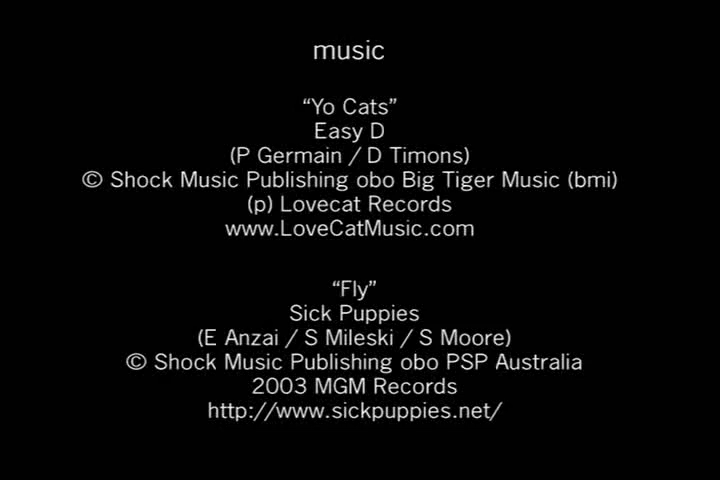 music
“Yo Cats”
Easy D
(P Germain / D Timons)
© Shock Music Publishing obo Big Tiger Music (bmi)
(p) Lovecat Records
www.LoveCatMusic.com
“Fly”
Sick Puppies
(E Anzai / S Mileski / S Moore)
© Shock Music Publishing obo PSP Australia
2003 MGM Records
http://www.sickpuppies.net/